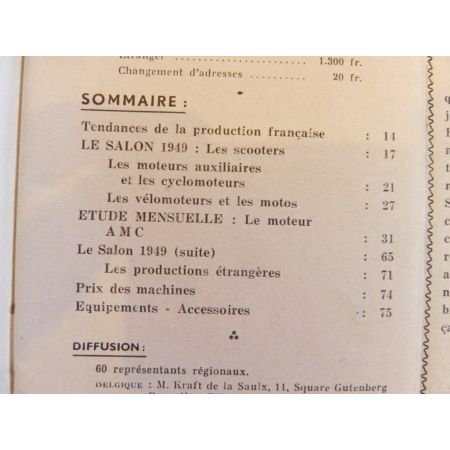 Etranger .................. 1.300 fr.
Changement d'adresses .......... 20 fr.
SOMMAIRE :
Tendances de la production française : 14
LE SALON 1949 : Les scooters : 17
Les moteurs auxiliaires
et les cyclomoteurs : 21
Les vélomoteurs et les motos : 27
ETUDE MENSUELLE : Le moteur
A M C : 31
Le Salon 1949 (suite) : 65
Les productions étrangères : 71
Prix des machines : 74
Equipements - Accessoires : 75
DIFFUSION :
60 représentants régionaux.
BELGIQUE : M. Kraft de la Saulx, 11, Square Gutenberg